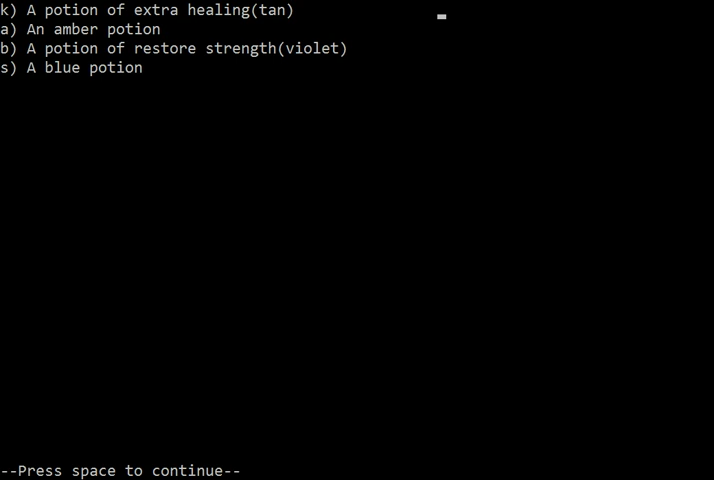 k) A potion of extra healing(tan)
a) An amber potion
b) A potion of restore strength(violet)
s) A blue potion
--Press space to continue--